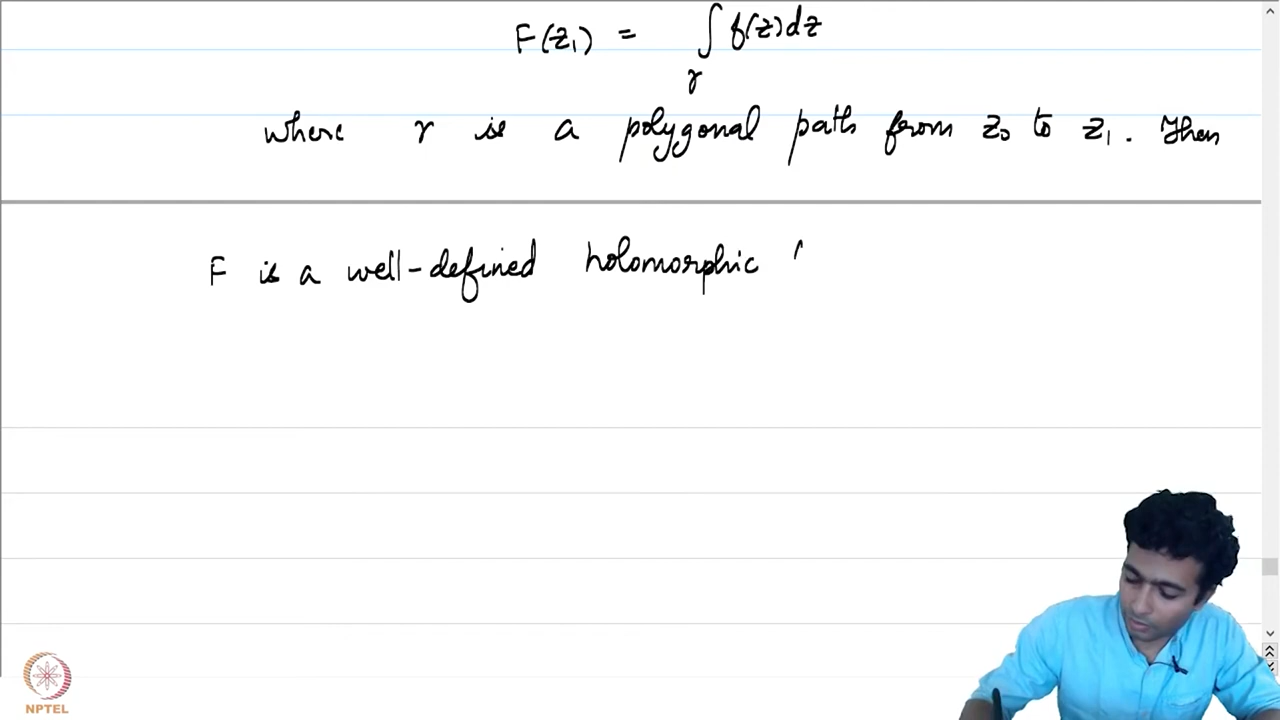 F(z₁) = ∫_γ f(z)dz
where γ is a polygonal path from z₀ to z₁. Then
F is a well-defined holomorphic
NPTEL